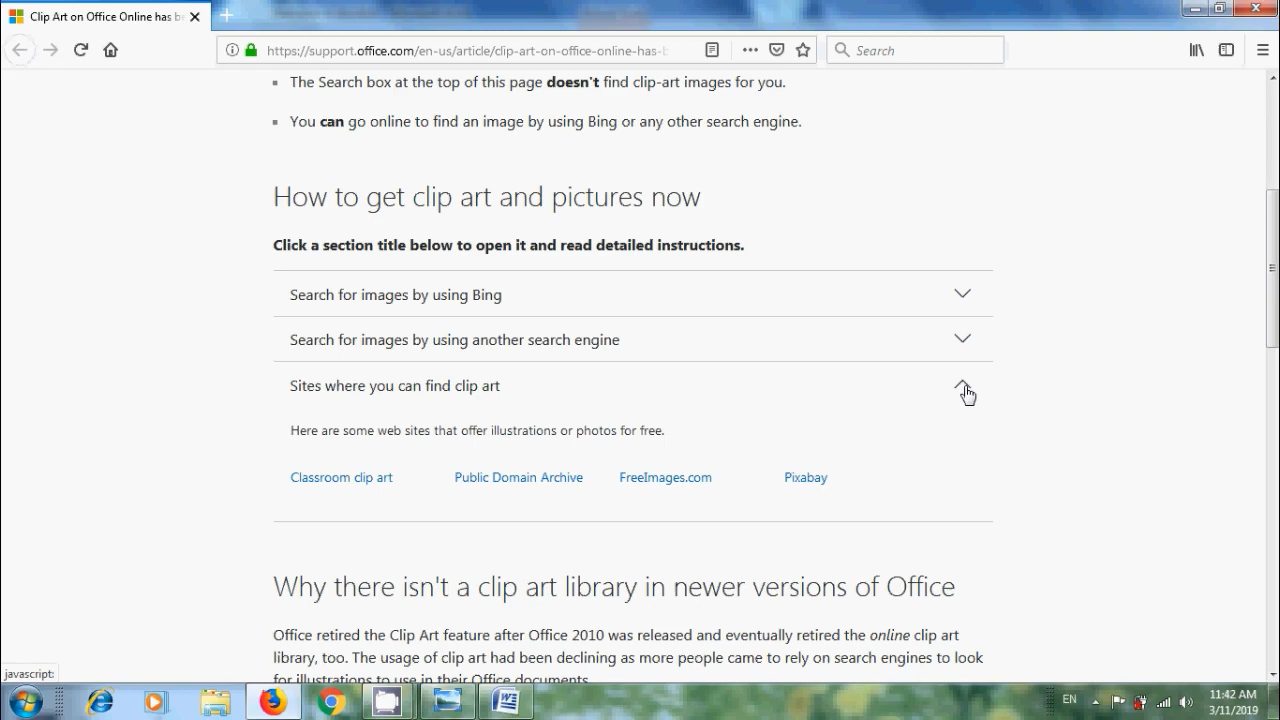 Clip Art on Office Online has be
https://support.office.com/en-us/article/clip-art-on-office-online-has-b
Search
The Search box at the top of this page doesn't find clip-art images for you.
You can go online to find an image by using Bing or any other search engine.
How to get clip art and pictures now
Click a section title below to open it and read detailed instructions.
Search for images by using Bing
Search for images by using another search engine
Sites where you can find clip art
Here are some web sites that offer illustrations or photos for free.
Classroom clip art Public Domain Archive FreeImages.com Pixabay
Why there isn't a clip art library in newer versions of Office
Office retired the Clip Art feature after Office 2010 was released and eventually retired the online clip art
library, too. The usage of clip art had been declining as more people came to rely on search engines to look
for illustrations to use in their Office documents.
javascript:
EN
11:42 AM
3/11/2019